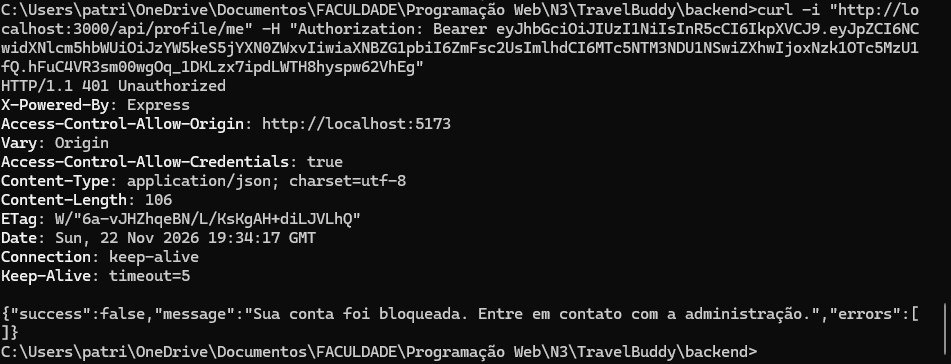 C:\Users\patri\OneDrive\Documentos\FACULDADE\Programação Web\N3\TravelBuddy\backend>curl -i "http://lo
calhost:3000/api/profile/me" -H "Authorization: Bearer eyJhbGciOiJIUzI1NiIsInR5cCI6IkpXVCJ9.eyJpZCI6NC
widXNlcm5hbWUiOiJzYW5keS5jYXN0ZWxvIiwiaXNBZG1pbiI6ZmFsc2UsImlhdCI6MTc5NTM3NDU1NSwiZXhwIjoxNzk1OTc5MzU1
fQ.hFuC4VR3sm00wgOq_1DKLzx7ipdLWTH8hyspw62VhEg"
HTTP/1.1 401 Unauthorized
X-Powered-By: Express
Access-Control-Allow-Origin: http://localhost:5173
Vary: Origin
Access-Control-Allow-Credentials: true
Content-Type: application/json; charset=utf-8
Content-Length: 106
ETag: W/"6a-vJHZhqeBN/L/KsKgAH+diLJVLhQ"
Date: Sun, 22 Nov 2026 19:34:17 GMT
Connection: keep-alive
Keep-Alive: timeout=5

{"success":false,"message":"Sua conta foi bloqueada. Entre em contato com a administração.","errors":[
]}
C:\Users\patri\OneDrive\Documentos\FACULDADE\Programação Web\N3\TravelBuddy\backend>